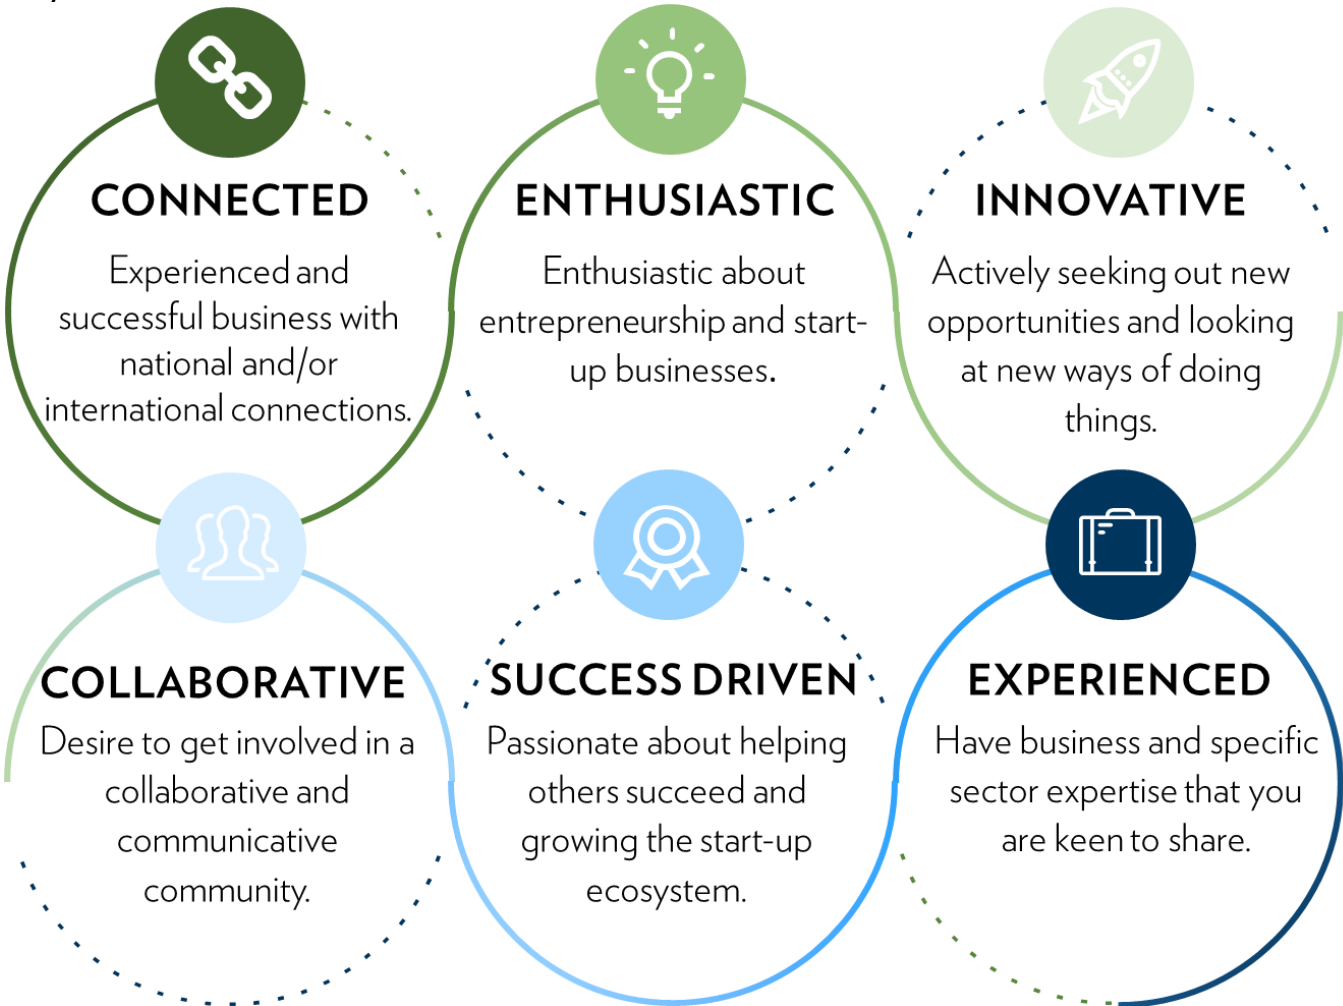 CONNECTED
Experienced and
successful business with
national and/or
international connections.
ENTHUSIASTIC
Enthusiastic about
entrepreneurship and start-
up businesses.
INNOVATIVE
Actively seeking out new
opportunities and looking
at new ways of doing
things.
COLLABORATIVE
Desire to get involved in a
collaborative and
communicative
community.
SUCCESS DRIVEN
Passionate about helping
others succeed and
growing the start-up
ecosystem.
EXPERIENCED
Have business and specific
sector expertise that you
are keen to share.